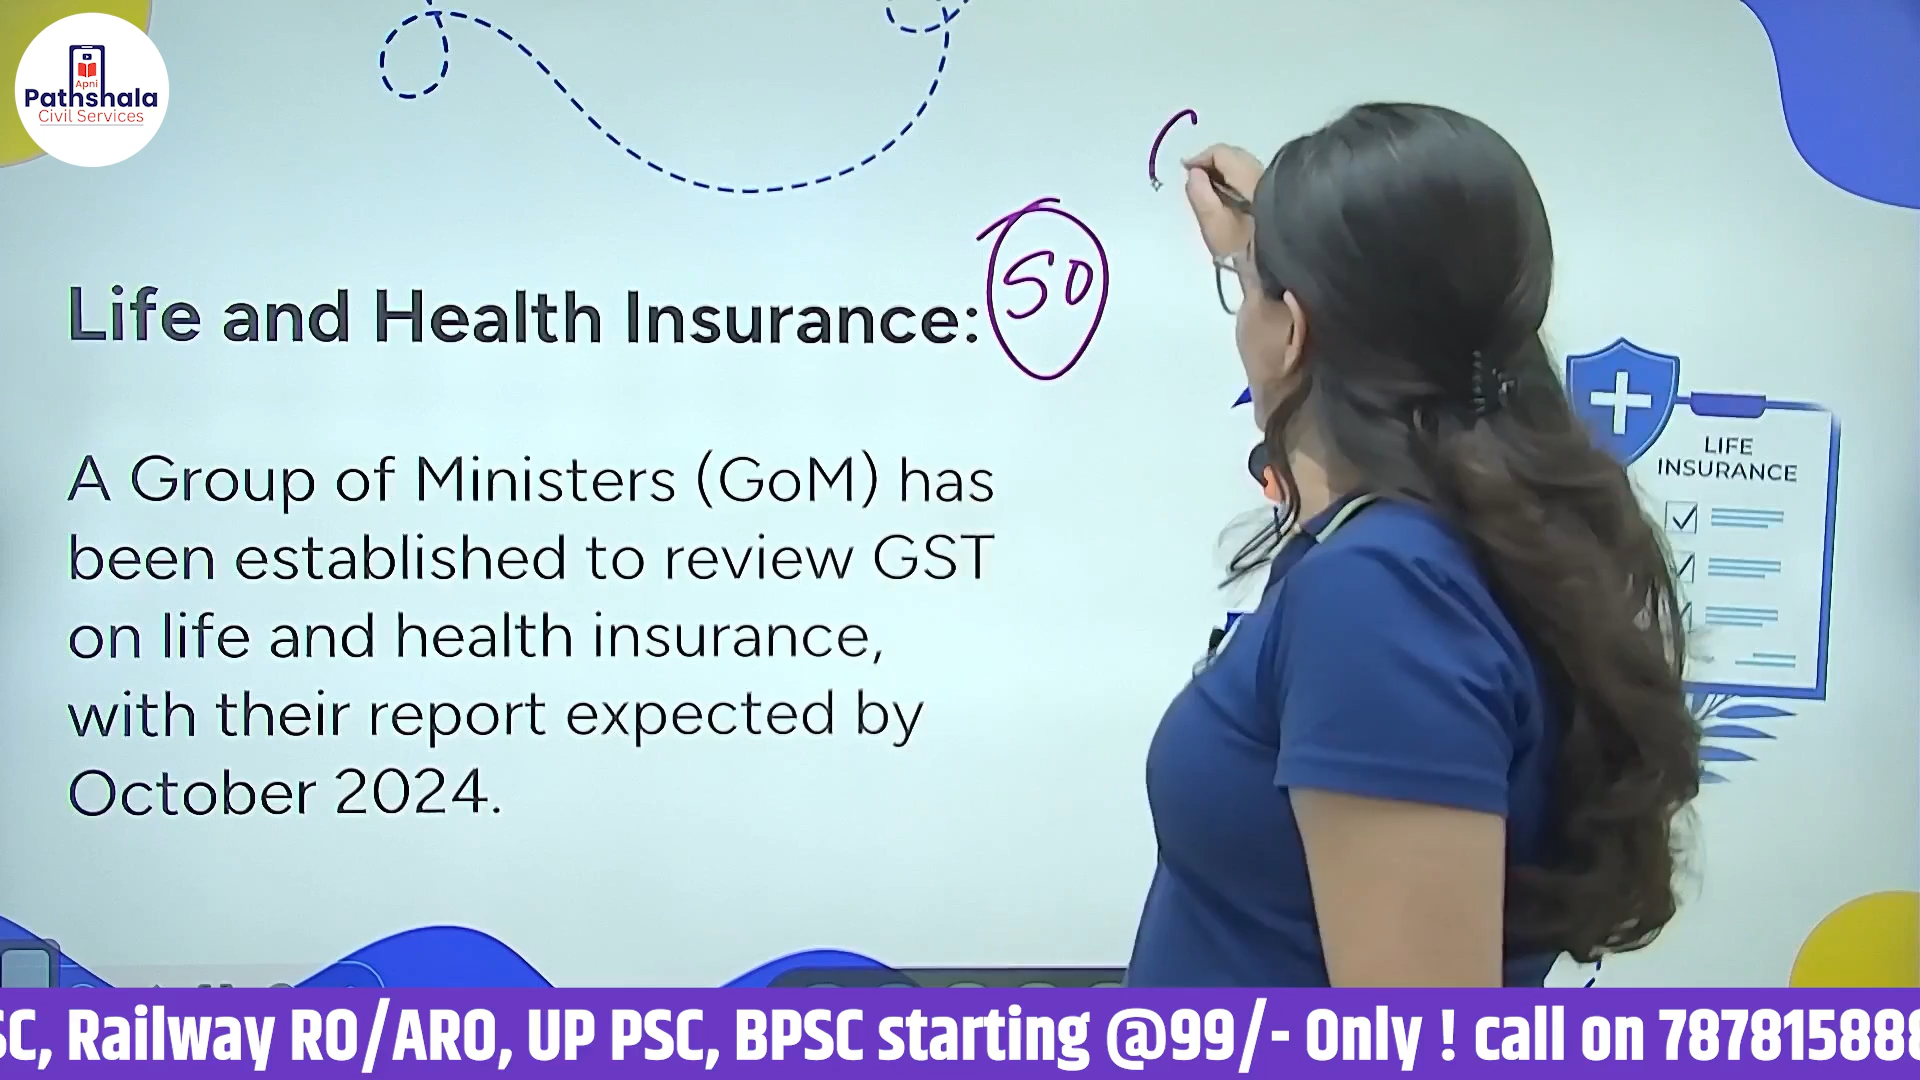 Apni
Pathshala
Civil Services
50
Life and Health Insurance:
LIFE
INSURANCE
A Group of Ministers (GoM) has
been established to review GST
on life and health insurance,
with their report expected by
October 2024.
SC, Railway RO/ARO, UP PSC, BPSC starting @99/- Only ! call on 787815888